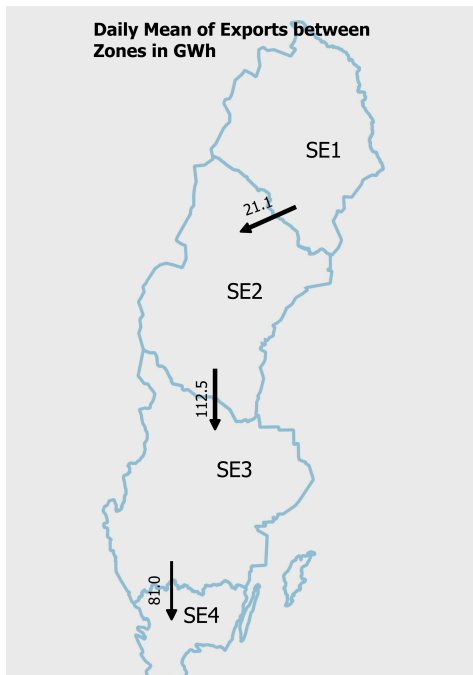 Daily Mean of Exports between
Zones in GWh
SE1
21.1
SE2
112.5
SE3
81.0
SE4